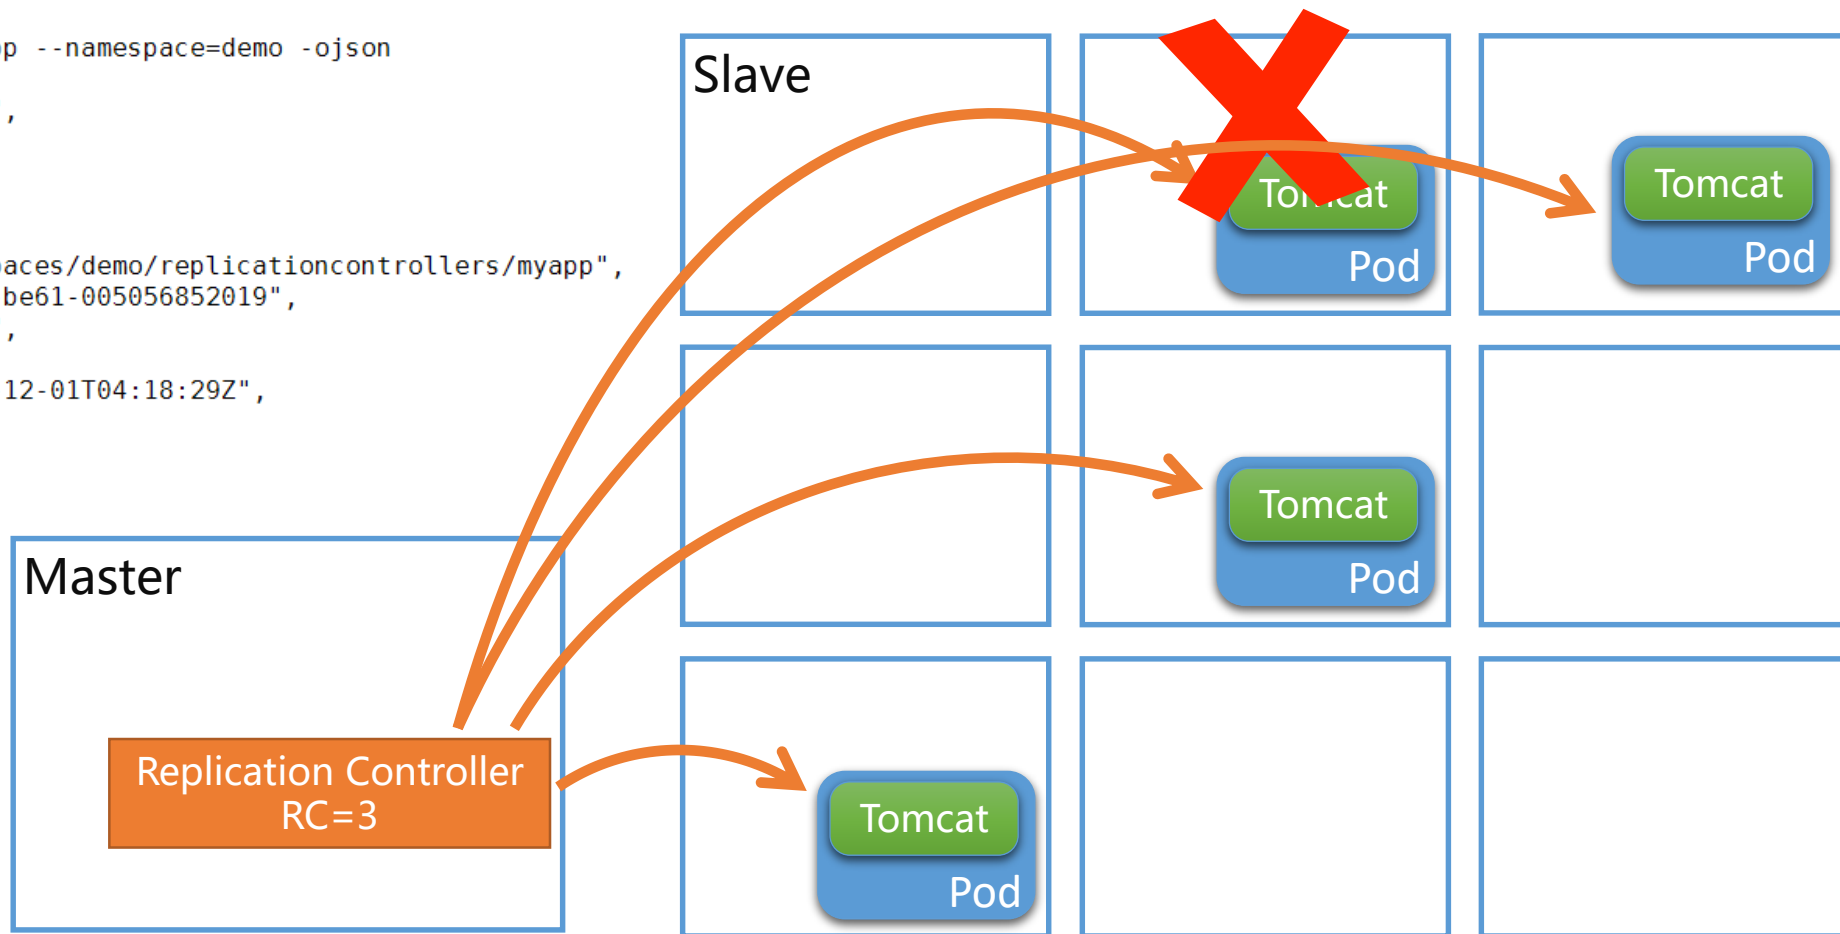 p --namespace=demo -ojson
,
aces/demo/replicationcontrollers/myapp",
be61-005056852019",
,
12-01T04:18:29Z",
Slave
Tomcat
Pod
Tomcat
Pod
Tomcat
Pod
Master
Replication Controller
RC=3
Tomcat
Pod